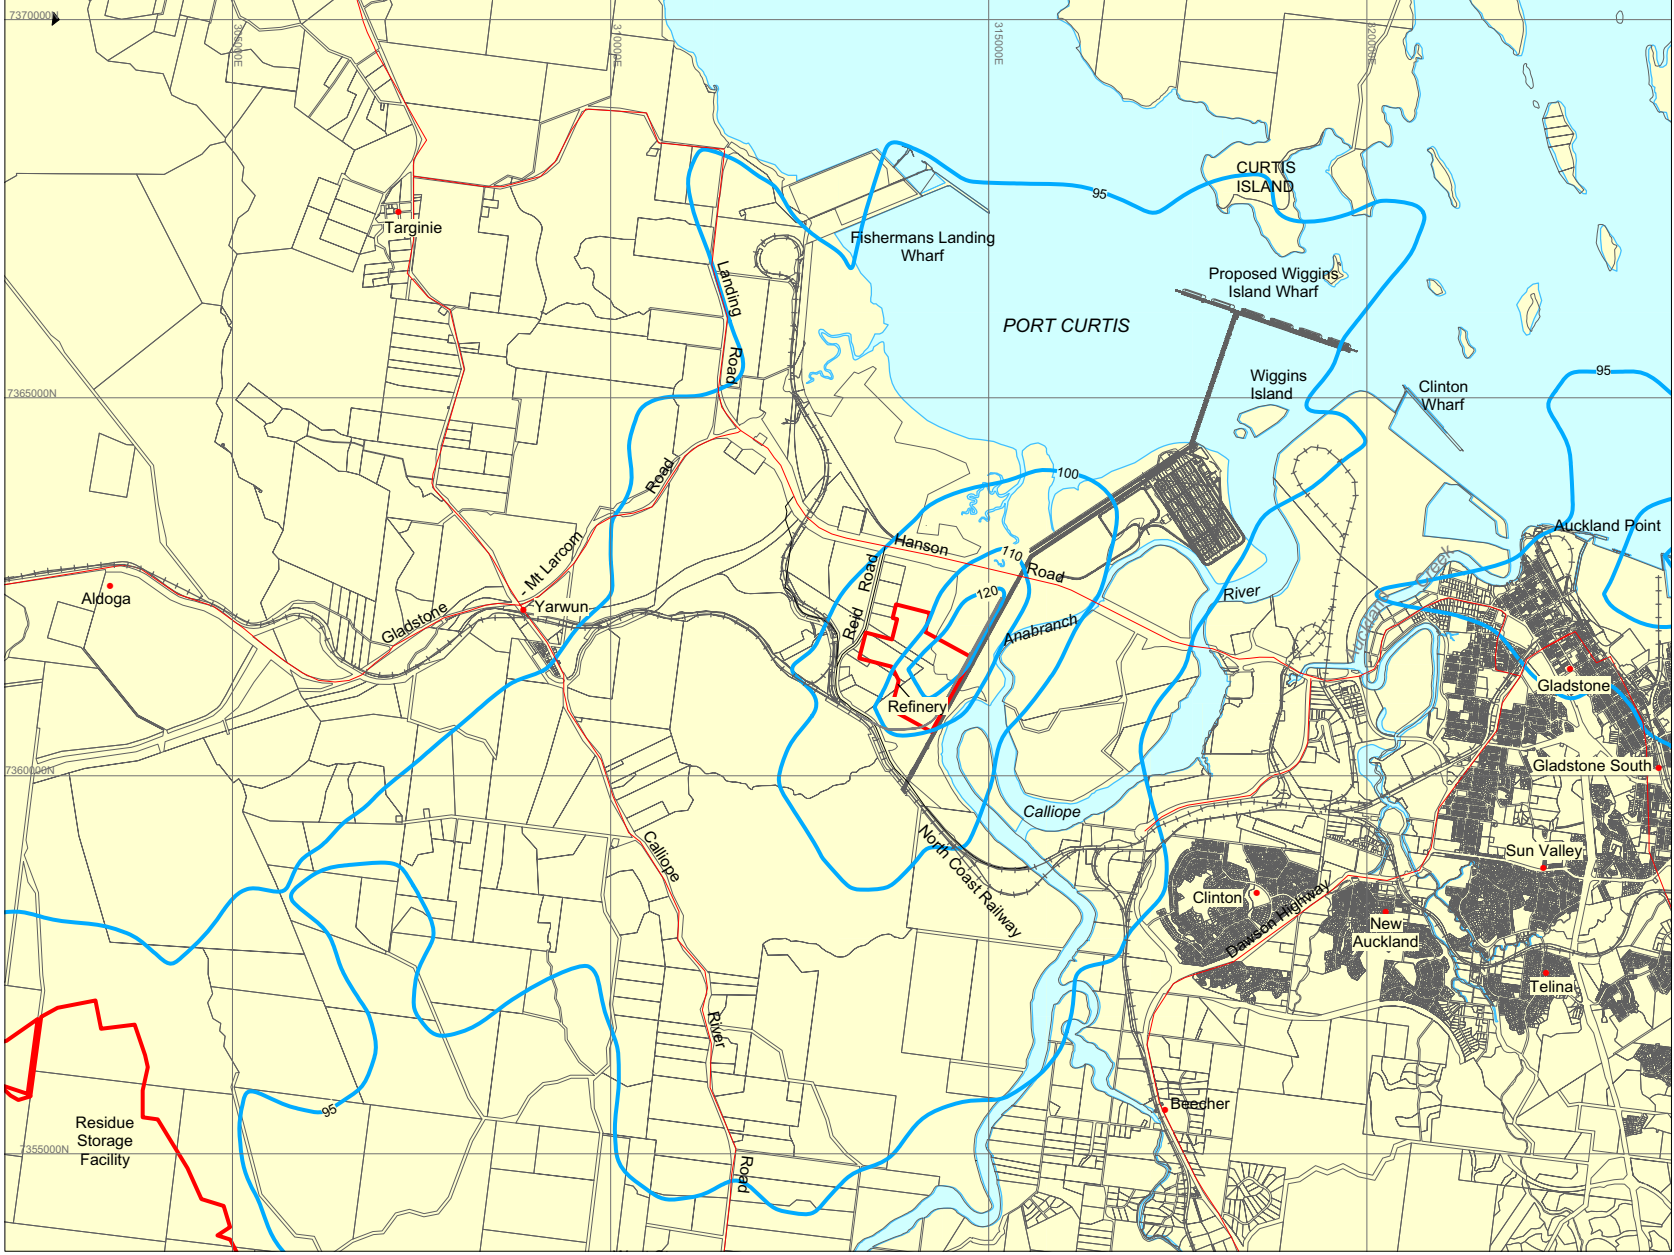 7370000N
305000E
310000E
315000E
320000E
CURTIS
ISLAND
95
Targinie
Fishermans Landing
Wharf
Landing
Road
Proposed Wiggins
Island Wharf
PORT CURTIS
Wiggins
Island
Clinton
Wharf
95
7365000N
Road
100
Auckland Point
Hanson
Road
110
120
Reid Road
Auckland Creek
- Mt Larcom
Gladstone
Aldoga
Yarwun
River
Anabranch
Refinery
Gladstone
Gladstone South
7360000N
Calliope
Calliope
River
Road
North Coast Railway
Sun Valley
Clinton
Dawson Highway
New
Auckland
Telina
95
Beecher
Residue
Storage
Facility
7355000N